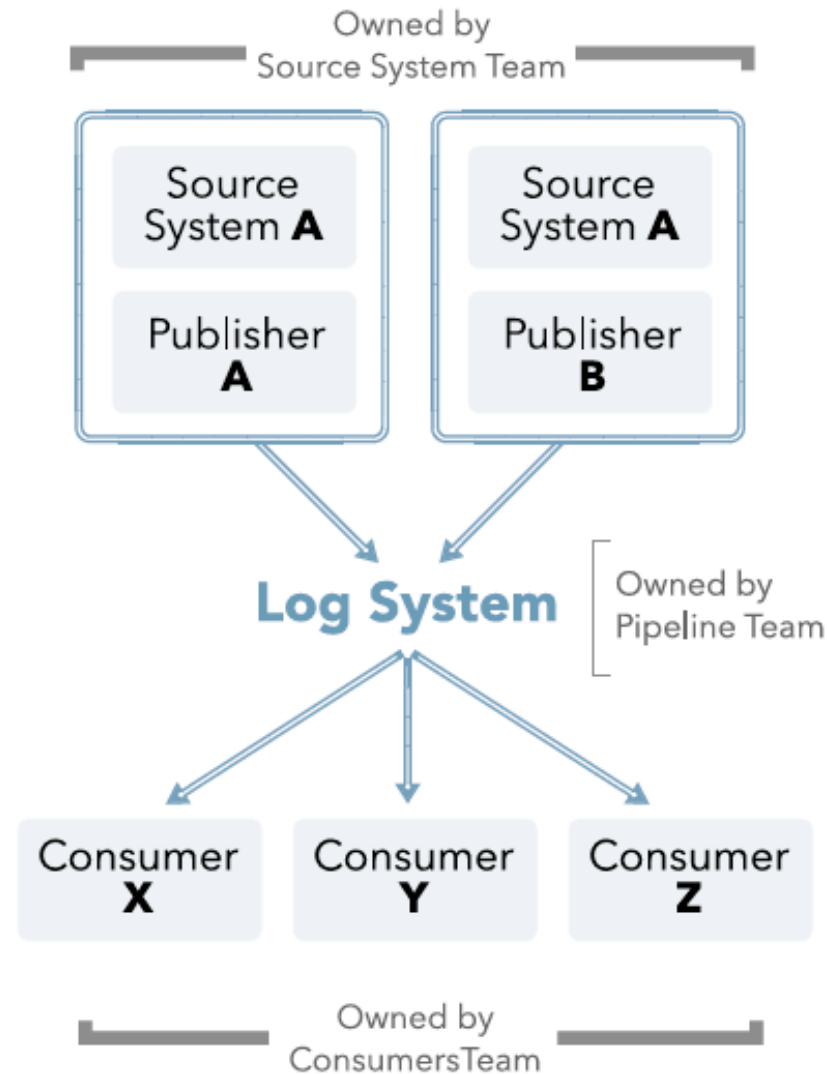 Owned by
Source System Team
Source
System A
Source
System A
Publisher
A
Publisher
B
Log System
Owned by
Pipeline Team
Consumer
X
Consumer
Y
Consumer
Z
Owned by
ConsumersTeam